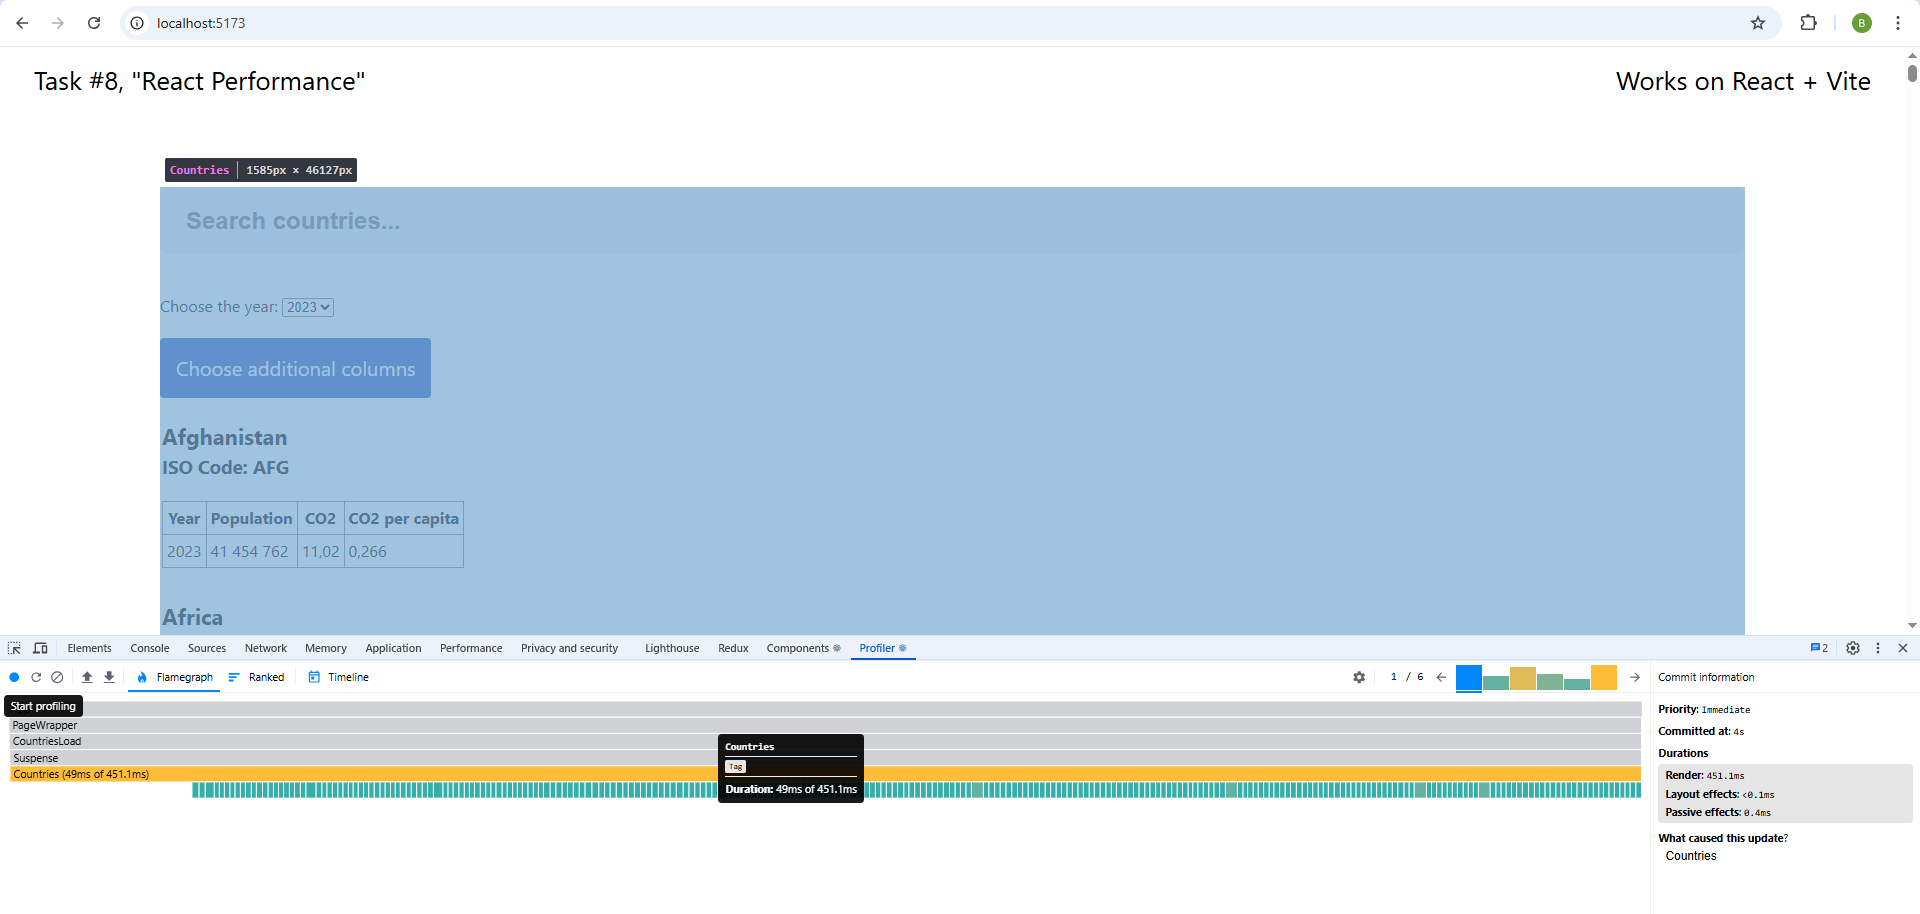 localhost:5173
B
Task #8, "React Performance"
Works on React + Vite
Countries 1585px × 46127px
Search countries...
Choose the year: 2023
Choose additional columns
Afghanistan
ISO Code: AFG
Year Population CO2 CO2 per capita
2023 41 454 762 11,02 0,266
Africa
Elements Console Sources Network Memory Application Performance Privacy and security Lighthouse Redux Components Profiler 2
Flamegraph Ranked Timeline 1 / 6 Commit information
Start profiling
PageWrapper
CountriesLoad
Suspense
Countries (49ms of 451.1ms)
Countries
Tag
Duration: 49ms of 451.1ms
Priority: Immediate
Committed at: 4s
Durations
Render: 451.1ms
Layout effects: <0.1ms
Passive effects: 0.4ms
What caused this update?
Countries